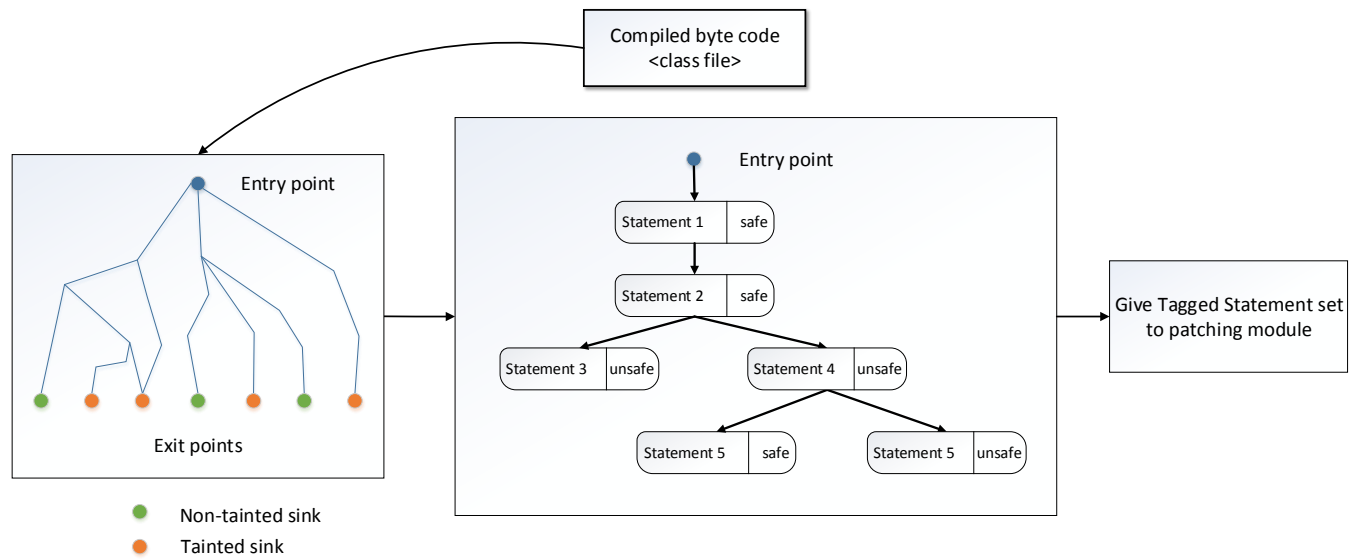 Compiled byte code
<class file>
Entry point
Exit points
Non-tainted sink
Tainted sink
Entry point
Statement 1 safe
Statement 2 safe
Statement 3 unsafe
Statement 4 unsafe
Statement 5 safe
Statement 5 unsafe
Give Tagged Statement set
to patching module